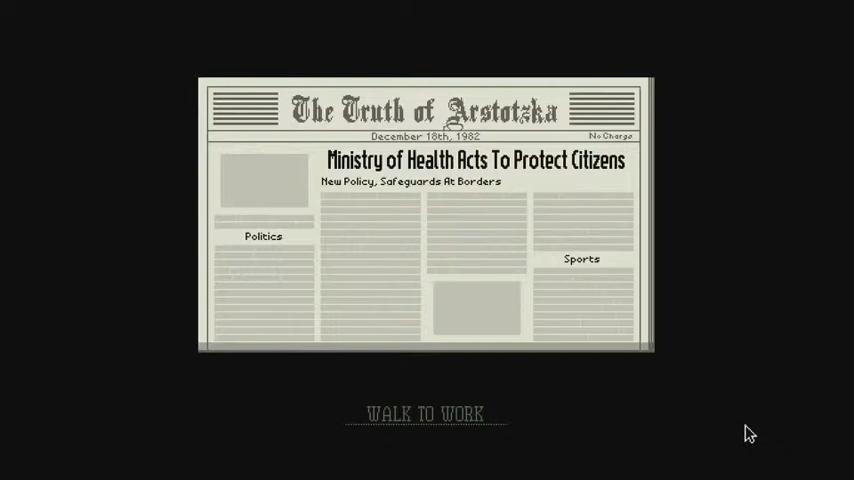 The Truth of Arstotzka
December 18th, 1982
No Charge
Ministry of Health Acts To Protect Citizens
New Policy, Safeguards At Borders
Politics
Sports
WALK TO WORK